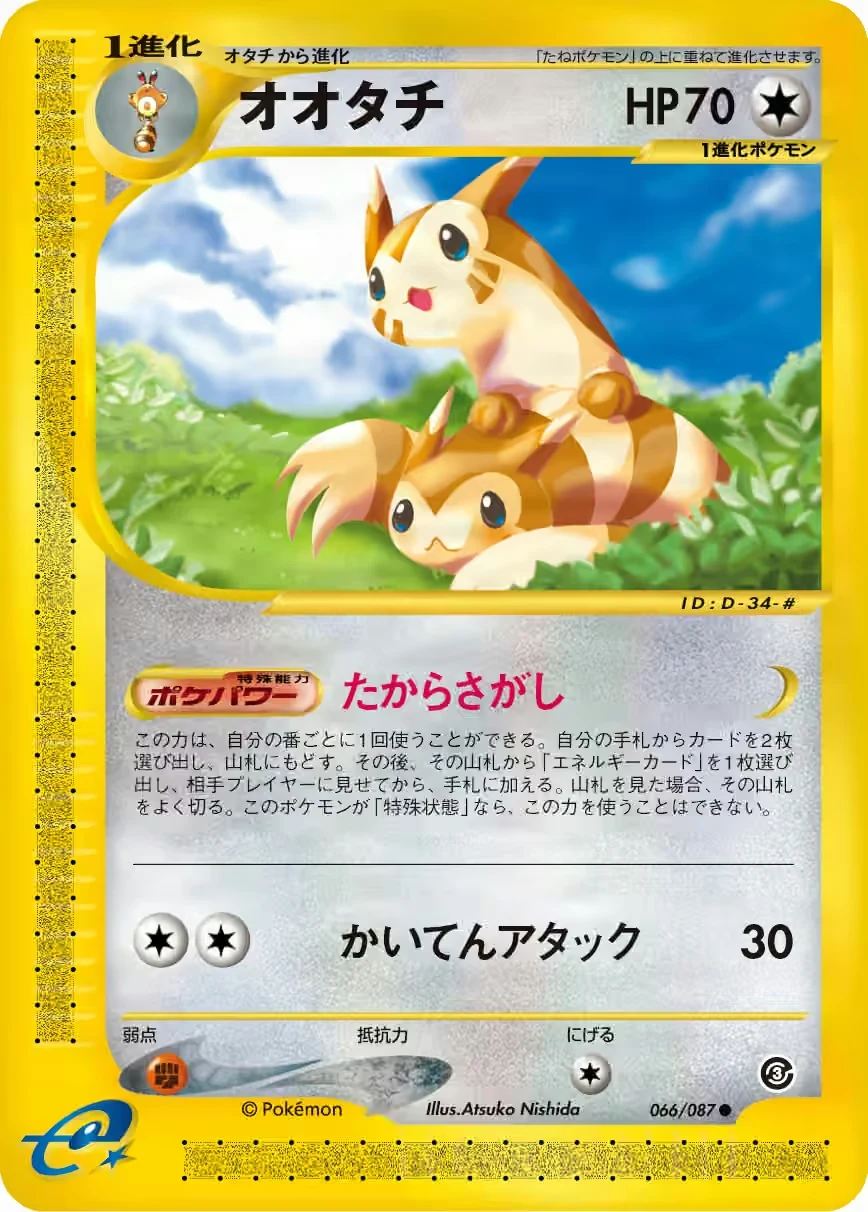 1進化
オタチから進化
「たねポケモン」の上に重ねて進化させます。
オオタチ
HP70
1進化ポケモン
ID:D-34-#
特殊能力
ポケパワー
たからさがし
この力は、自分の番ごとに1回使うことができる。自分の手札からカードを2枚
選び出し、山札にもどす。その後、その山札から「エネルギーカード」を1枚選び
出し、相手プレイヤーに見せてから、手札に加える。山札を見た場合、その山札
をよく切る。このポケモンが「特殊状態」なら、この力を使うことはできない。
かいてんアタック
30
弱点
抵抗力
にげる
3
© Pokémon
Illus.Atsuko Nishida
066/087
e